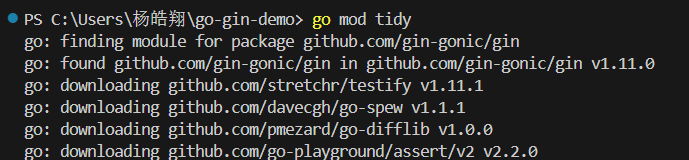 PS C:\Users\杨皓翔\go-gin-demo> go mod tidy
go: finding module for package github.com/gin-gonic/gin
go: found github.com/gin-gonic/gin in github.com/gin-gonic/gin v1.11.0
go: downloading github.com/stretchr/testify v1.11.1
go: downloading github.com/davecgh/go-spew v1.1.1
go: downloading github.com/pmezard/go-difflib v1.0.0
go: downloading github.com/go-playground/assert/v2 v2.2.0